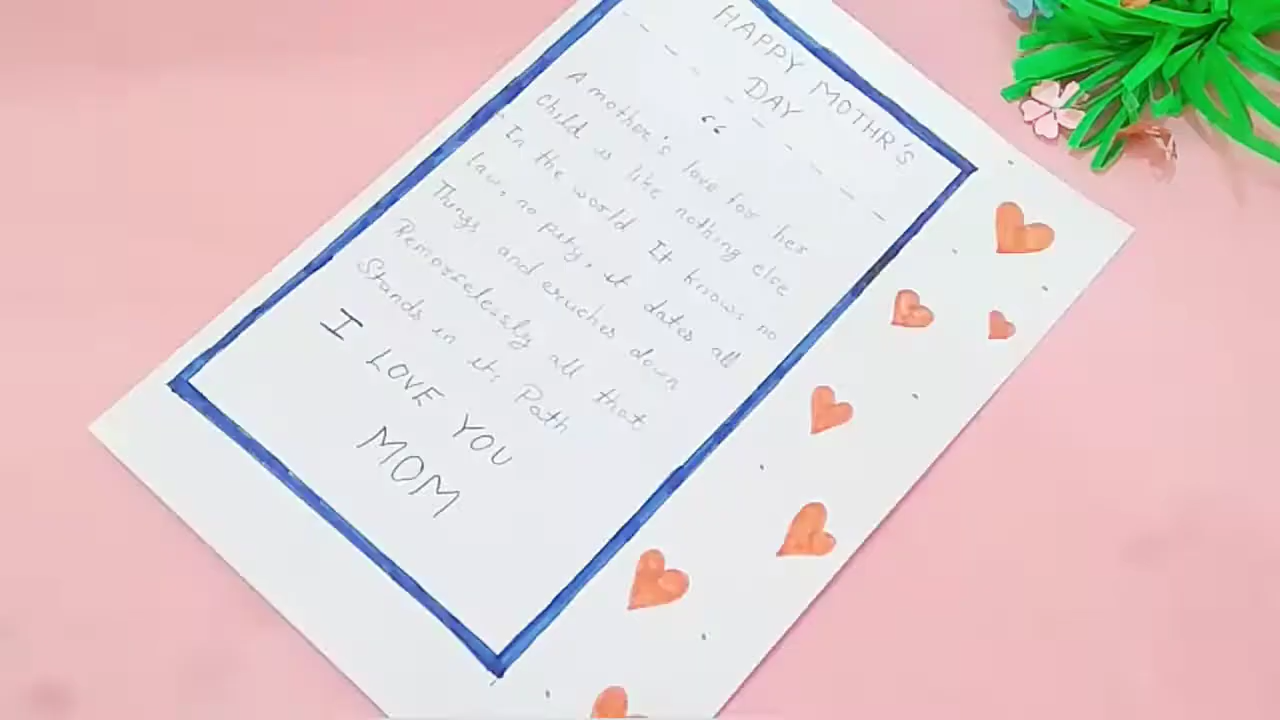 HAPPY MOTHR'S
DAY
“
A mother's love for her
Child is like nothing else
In the world It knows no
law, no pity, it dates all
Things and cruches down
Remorselessly all that
Stands in its Path
I LOVE YOU
MOM